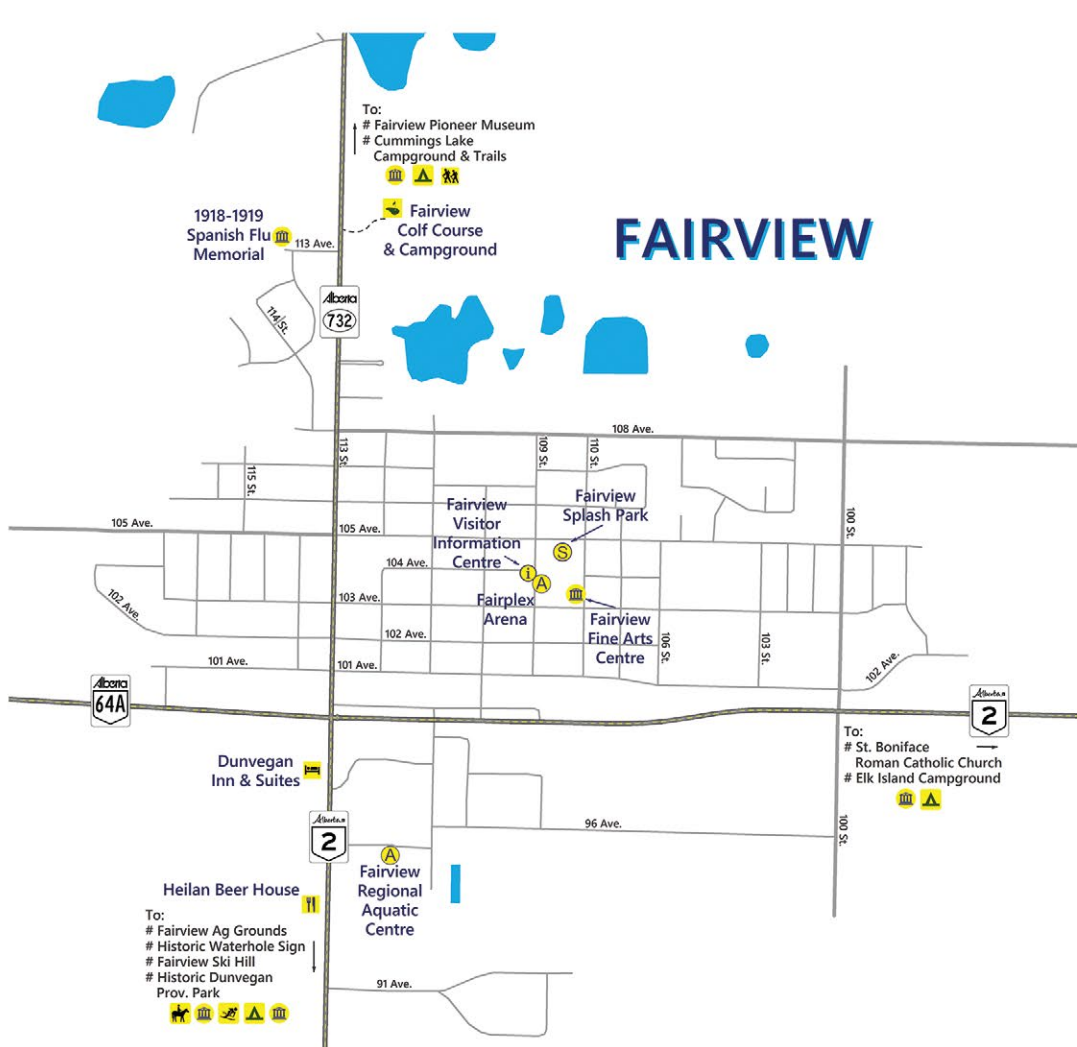 To:
# Fairview Pioneer Museum
# Cummings Lake
Campground & Trails
1918-1919
Spanish Flu
Memorial
113 Ave.
Fairview
Colf Course
& Campground
FAIRVIEW
114 St.
Alberta
732
108 Ave.
113 St.
109 St.
110 St.
115 St.
Fairview
Visitor
Information
Centre
Fairview
Splash Park
100 St.
105 Ave.
105 Ave.
S
104 Ave.
i
A
102 Ave.
103 Ave.
Fairplex
Arena
Fairview
Fine Arts
Centre
102 Ave.
106 St.
103 St.
101 Ave.
101 Ave.
102 Ave.
Alberta
64A
Alberta
2
To:
# St. Boniface
Roman Catholic Church
# Elk Island Campground
Dunvegan
Inn & Suites
96 Ave.
100 St.
Alberta
2
A
Fairview
Regional
Aquatic
Centre
Heilan Beer House
To:
# Fairview Ag Grounds
# Historic Waterhole Sign
# Fairview Ski Hill
# Historic Dunvegan
Prov. Park
91 Ave.